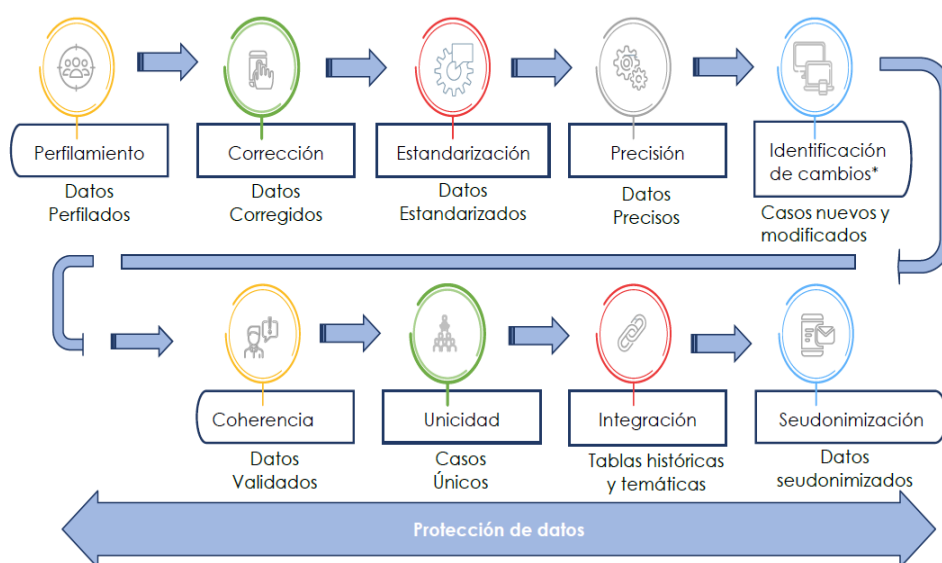 Perfilamiento
Datos
Perfilados
Corrección
Datos
Corregidos
Estandarización
Datos
Estandarizados
Precisión
Datos
Precisos
Identificación
de cambios*
Casos nuevos y
modificados
Coherencia
Datos
Validados
Unicidad
Casos
Únicos
Integración
Tablas históricas
y temáticas
Seudonimización
Datos
seudonimizados
Protección de datos